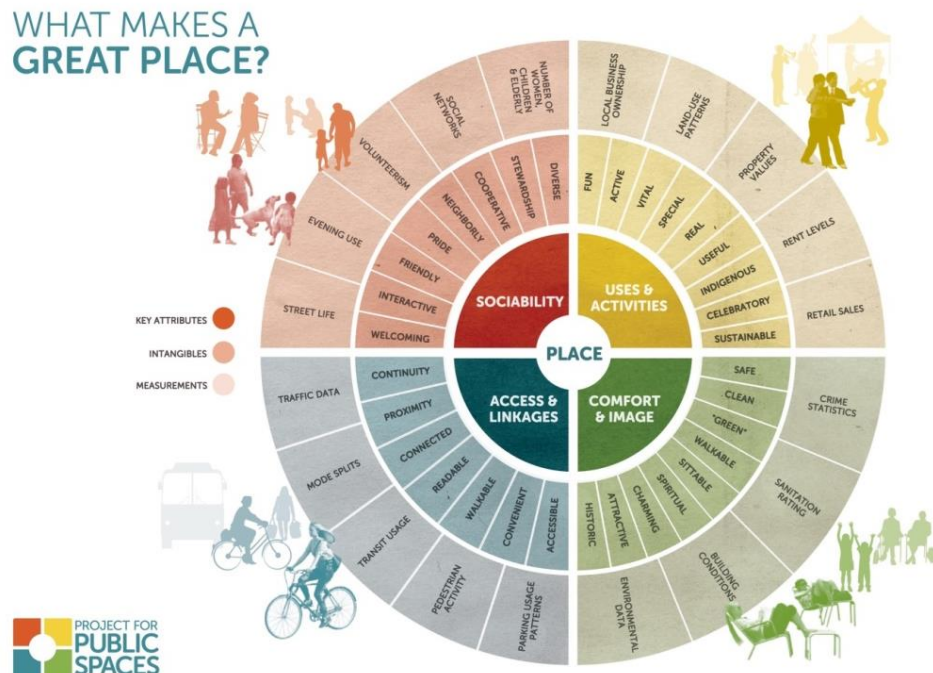 WHAT MAKES A
GREAT PLACE?
KEY ATTRIBUTES
INTANGIBLES
MEASUREMENTS
PLACE
SOCIABILITY
USES &
ACTIVITIES
ACCESS &
LINKAGES
COMFORT
& IMAGE
DIVERSE
STEWARDSHIP
COOPERATIVE
NEIGHBORLY
PRIDE
FRIENDLY
INTERACTIVE
WELCOMING
NUMBER OF
WOMEN,
CHILDREN
& ELDERLY
SOCIAL
NETWORKS
VOLUNTEERISM
EVENING USE
STREET LIFE
FUN
ACTIVE
VITAL
SPECIAL
REAL
USEFUL
INDIGENOUS
CELEBRATORY
SUSTAINABLE
LOCAL BUSINESS
OWNERSHIP
LAND-USE
PATTERNS
PROPERTY
VALUES
RENT LEVELS
RETAIL SALES
SAFE
CLEAN
"GREEN"
WALKABLE
SITTABLE
SPIRITUAL
CHARMING
ATTRACTIVE
HISTORIC
CRIME
STATISTICS
SANITATION
RATING
BUILDING
CONDITIONS
ENVIRONMENTAL
DATA
CONTINUITY
PROXIMITY
CONNECTED
READABLE
WALKABLE
CONVENIENT
ACCESSIBLE
TRAFFIC DATA
MODE SPLITS
TRANSIT USAGE
PEDESTRIAN
ACTIVITY
PARKING USAGE
PATTERNS
PROJECT FOR
PUBLIC
SPACES